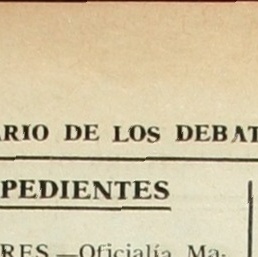 ARIO DE LOS DEBAT
PEDIENTES
RES.—Oficialía Ma-